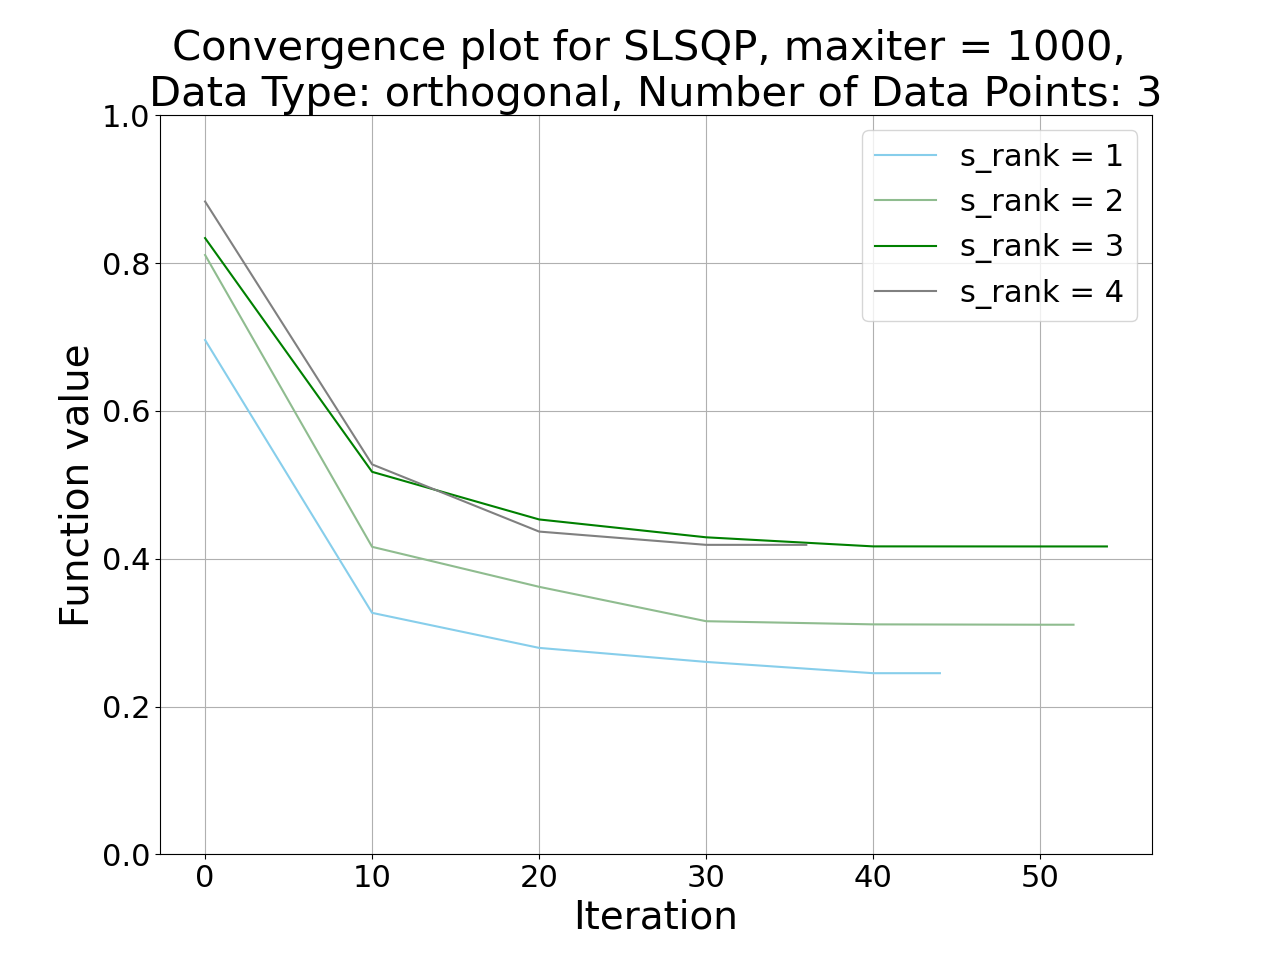 Convergence plot for SLSQP, maxiter = 1000,
Data Type: orthogonal, Number of Data Points: 3
1.0
0.8
0.6
0.4
0.2
0.0
Function value
s_rank = 1
s_rank = 2
s_rank = 3
s_rank = 4
0 10 20 30 40 50
Iteration